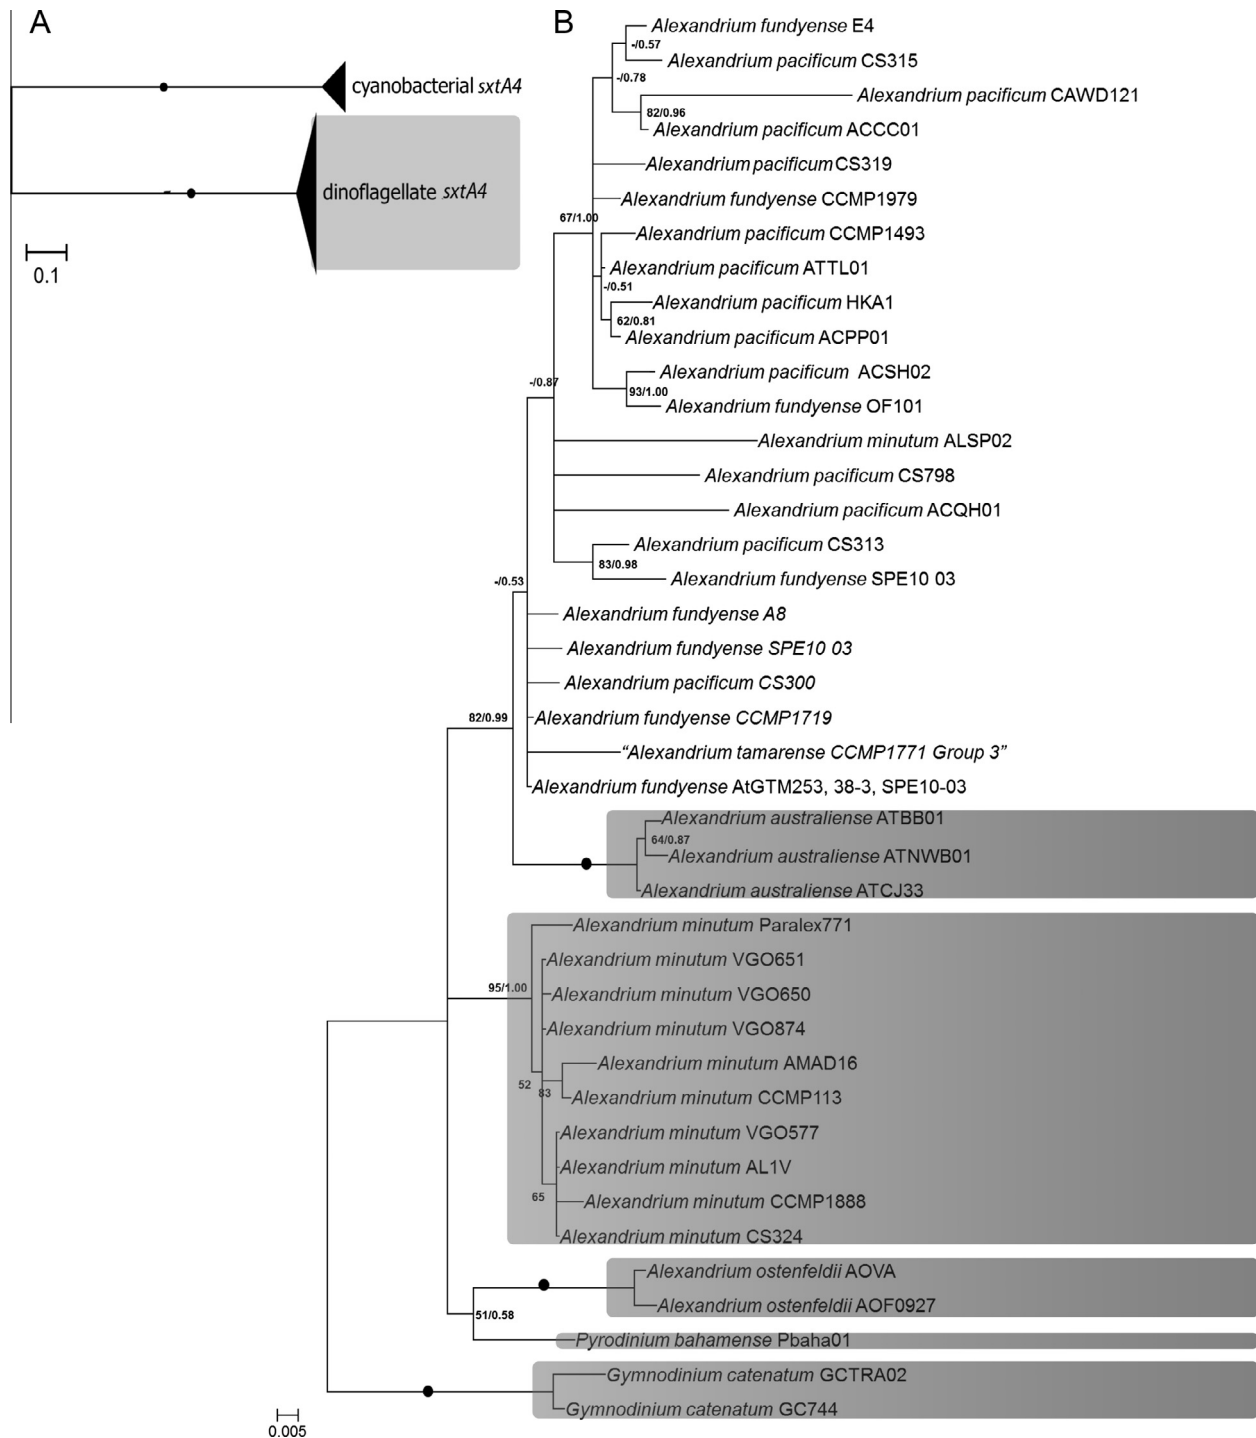 A
B
cyanobacterial sxtA4
dinoflagellate sxtA4
0.1
Alexandrium fundyense E4
-/0.57
Alexandrium pacificum CS315
-/0.78
Alexandrium pacificum CAWD121
82/0.96
Alexandrium pacificum ACCC01
Alexandrium pacificum CS319
Alexandrium fundyense CCMP1979
67/1.00
Alexandrium pacificum CCMP1493
Alexandrium pacificum ATTL01
-/0.51
Alexandrium pacificum HKA1
62/0.81
Alexandrium pacificum ACPP01
Alexandrium pacificum ACSH02
-/0.87
93/1.00
Alexandrium fundyense OF101
Alexandrium minutum ALSP02
Alexandrium pacificum CS798
Alexandrium pacificum ACQH01
Alexandrium pacificum CS313
83/0.98
Alexandrium fundyense SPE10 03
-/0.53
Alexandrium fundyense A8
Alexandrium fundyense SPE10 03
Alexandrium pacificum CS300
82/0.99
Alexandrium fundyense CCMP1719
“Alexandrium tamarense CCMP1771 Group 3”
Alexandrium fundyense AtGTM253, 38-3, SPE10-03
Alexandrium australiense ATBB01
64/0.87
Alexandrium australiense ATNWB01
Alexandrium australiense ATCJ33
Alexandrium minutum Paralex771
Alexandrium minutum VGO651
95/1.00
Alexandrium minutum VGO650
Alexandrium minutum VGO874
Alexandrium minutum AMAD16
52
83
Alexandrium minutum CCMP113
Alexandrium minutum VGO577
Alexandrium minutum AL1V
65
Alexandrium minutum CCMP1888
Alexandrium minutum CS324
Alexandrium ostenfeldii AOVA
Alexandrium ostenfeldii AOF0927
51/0.58
Pyrodinium bahamense Pbaha01
Gymnodinium catenatum GCTRA02
Gymnodinium catenatum GC744
0.005